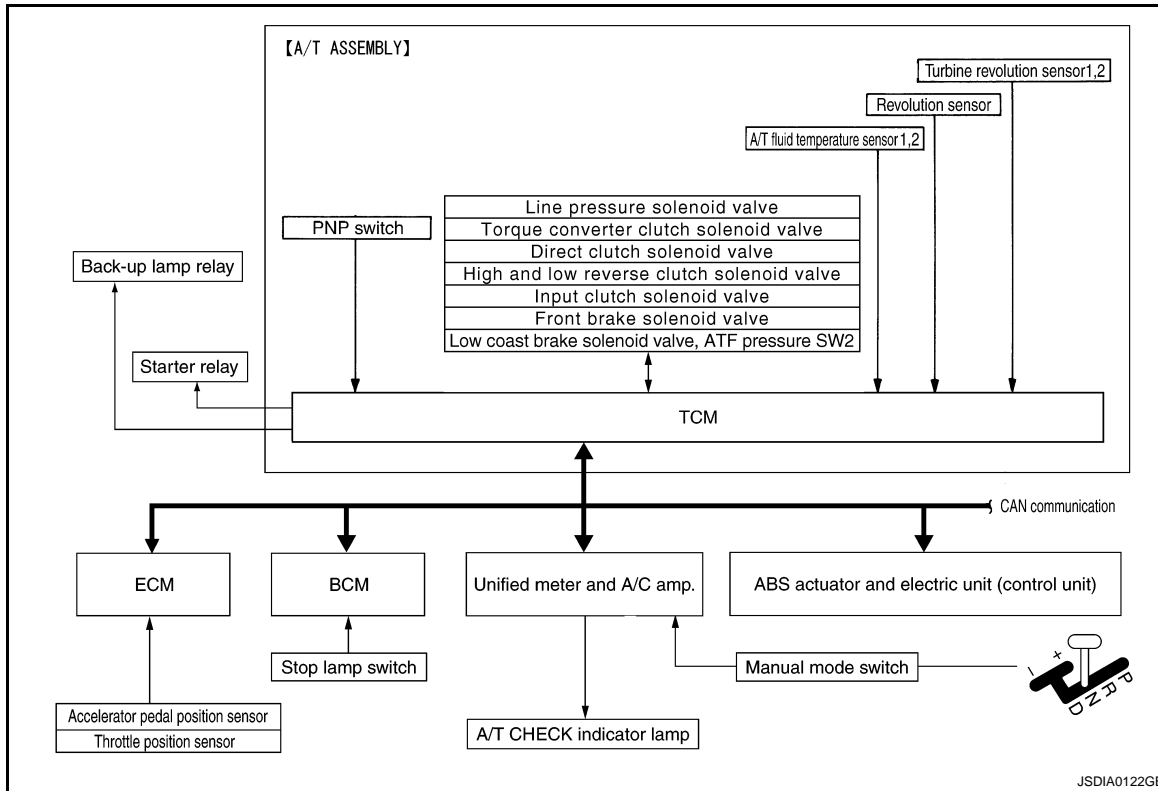 【A/T ASSEMBLY】
Turbine revolution sensor1,2
Revolution sensor
A/T fluid temperature sensor1,2
Line pressure solenoid valve
Torque converter clutch solenoid valve
Direct clutch solenoid valve
High and low reverse clutch solenoid valve
Input clutch solenoid valve
Front brake solenoid valve
Low coast brake solenoid valve, ATF pressure SW2
PNP switch
Back-up lamp relay
Starter relay
TCM
CAN communication
ECM
BCM
Unified meter and A/C amp.
ABS actuator and electric unit (control unit)
Stop lamp switch
Manual mode switch
+
-
P R N D
Accelerator pedal position sensor
Throttle position sensor
A/T CHECK indicator lamp